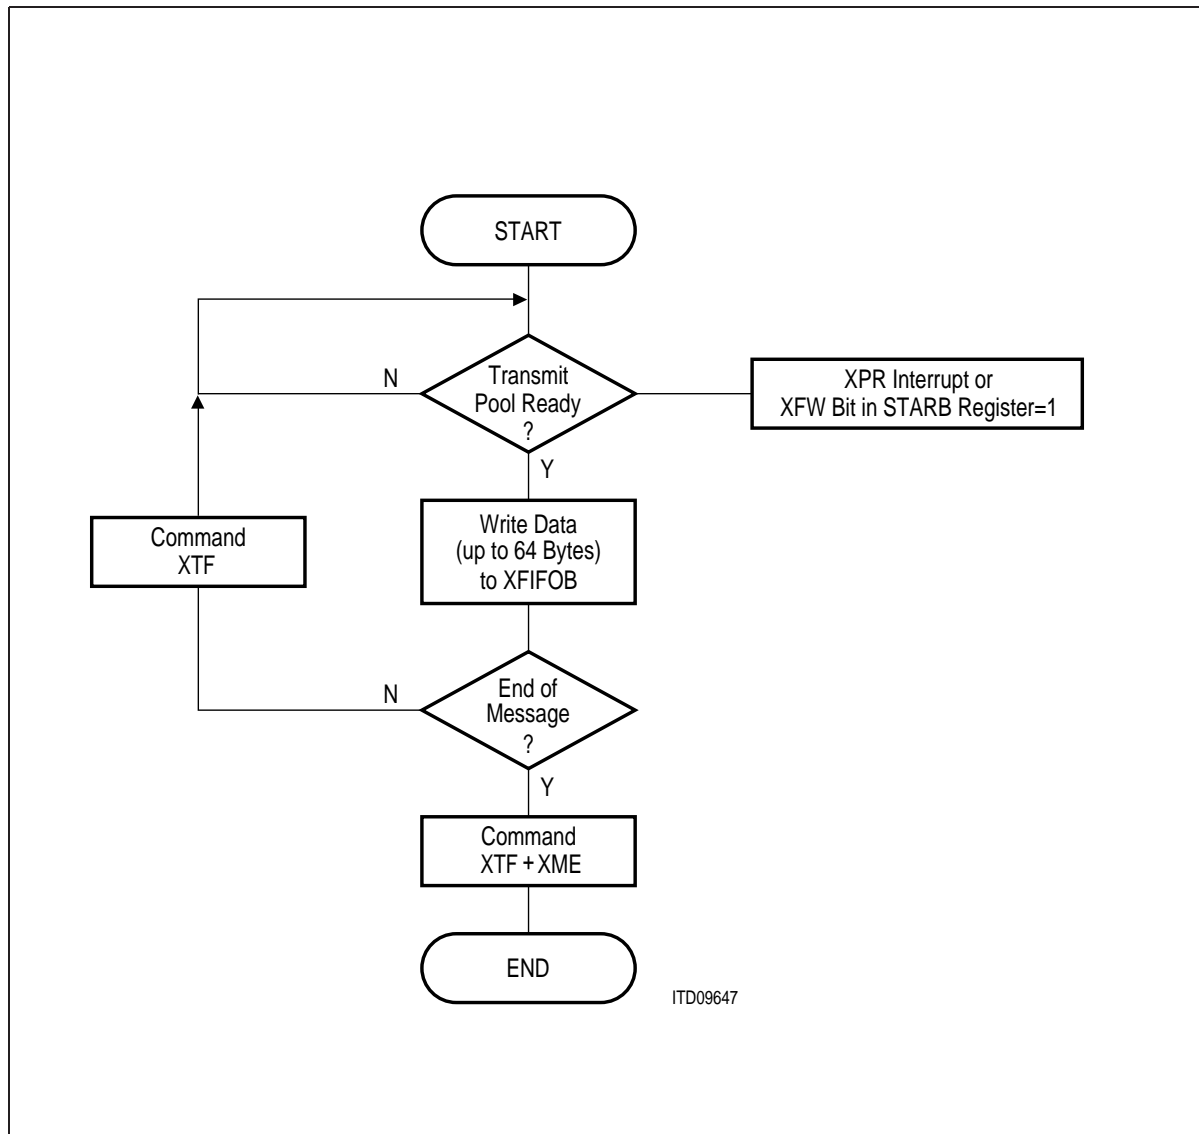 START
N
Transmit
Pool Ready
?
XPR Interrupt or
XFW Bit in STARB Register=1
Y
Command
XTF
Write Data
(up to 64 Bytes)
to XFIFOB
N
End of
Message
?
Y
Command
XTF + XME
END
ITD09647